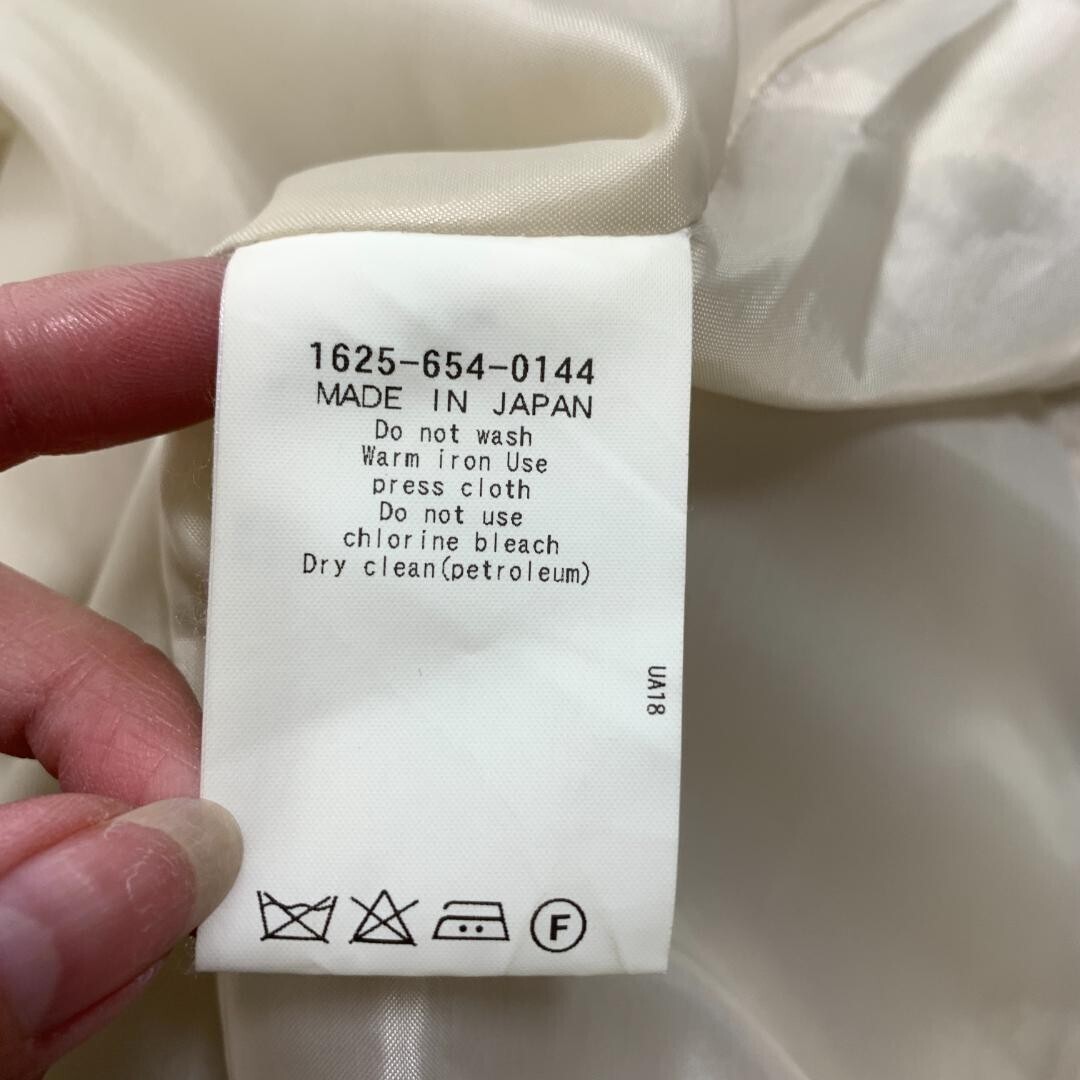 1625-654-0144
MADE IN JAPAN
Do not wash
Warm iron Use
press cloth
Do not use
chlorine bleach
Dry clean(petroleum)
UA18
F